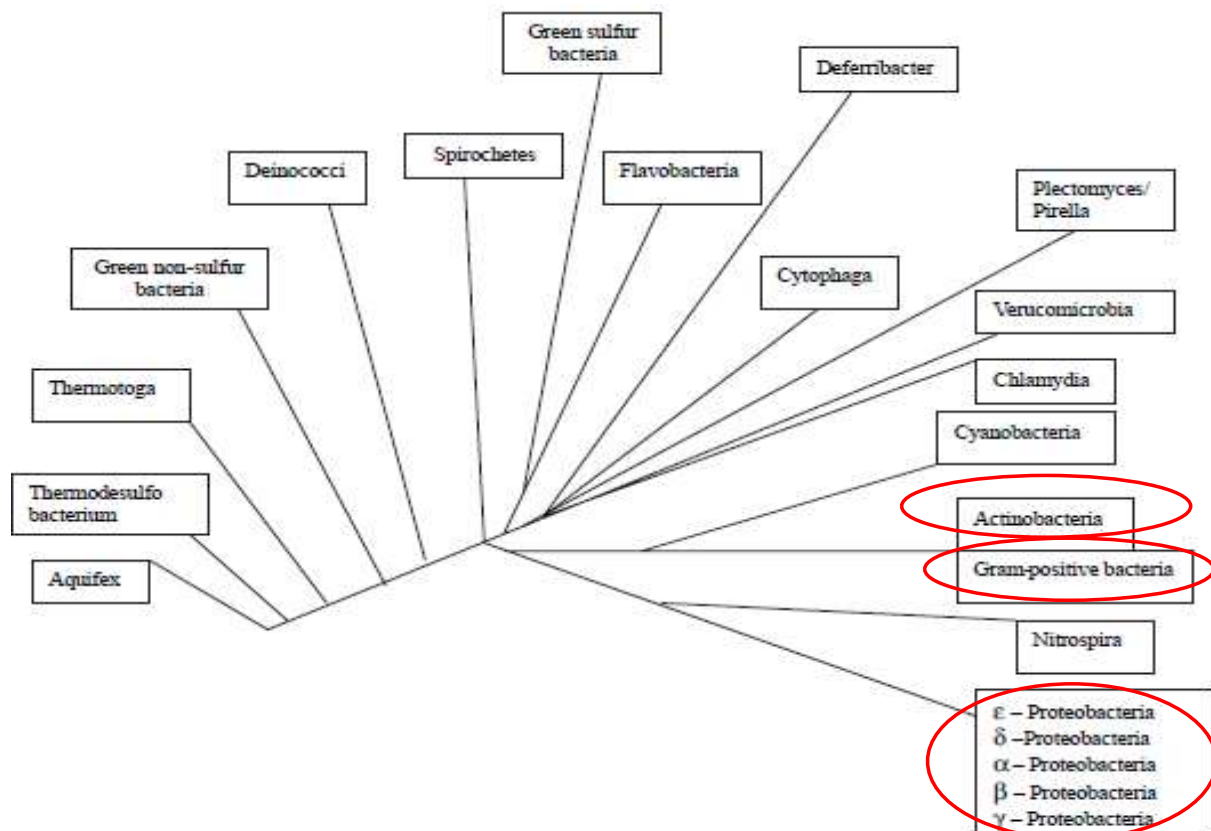 Green sulfur
bacteria
Deferribacter
Spirochetes
Deinococci
Flavobacteria
Plectomyces/
Pirella
Green non-sulfur
bacteria
Cytophaga
Verucomicrobia
Thermotoga
Chlamydia
Cyanobacteria
Thermodesulfo
bacterium
Actinobacteria
Aquifex
Gram-positive bacteria
Nitrospira
ε – Proteobacteria
δ –Proteobacteria
α – Proteobacteria
β – Proteobacteria
γ – Proteobacteria